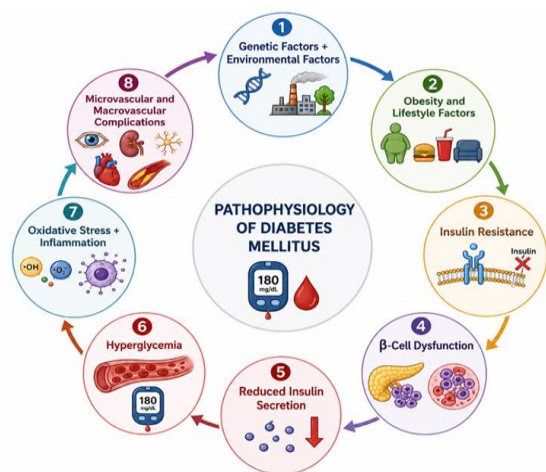 PATHOPHYSIOLOGY
OF DIABETES
MELLITUS
180
mg/dL
1
Genetic Factors +
Environmental Factors
2
Obesity and
Lifestyle Factors
3
Insulin Resistance
Insulin
4
β-Cell Dysfunction
5
Reduced Insulin
Secretion
6
Hyperglycemia
180
mg/dL
7
Oxidative Stress +
Inflammation
•OH
•O₂⁻
8
Microvascular and
Macrovascular
Complications